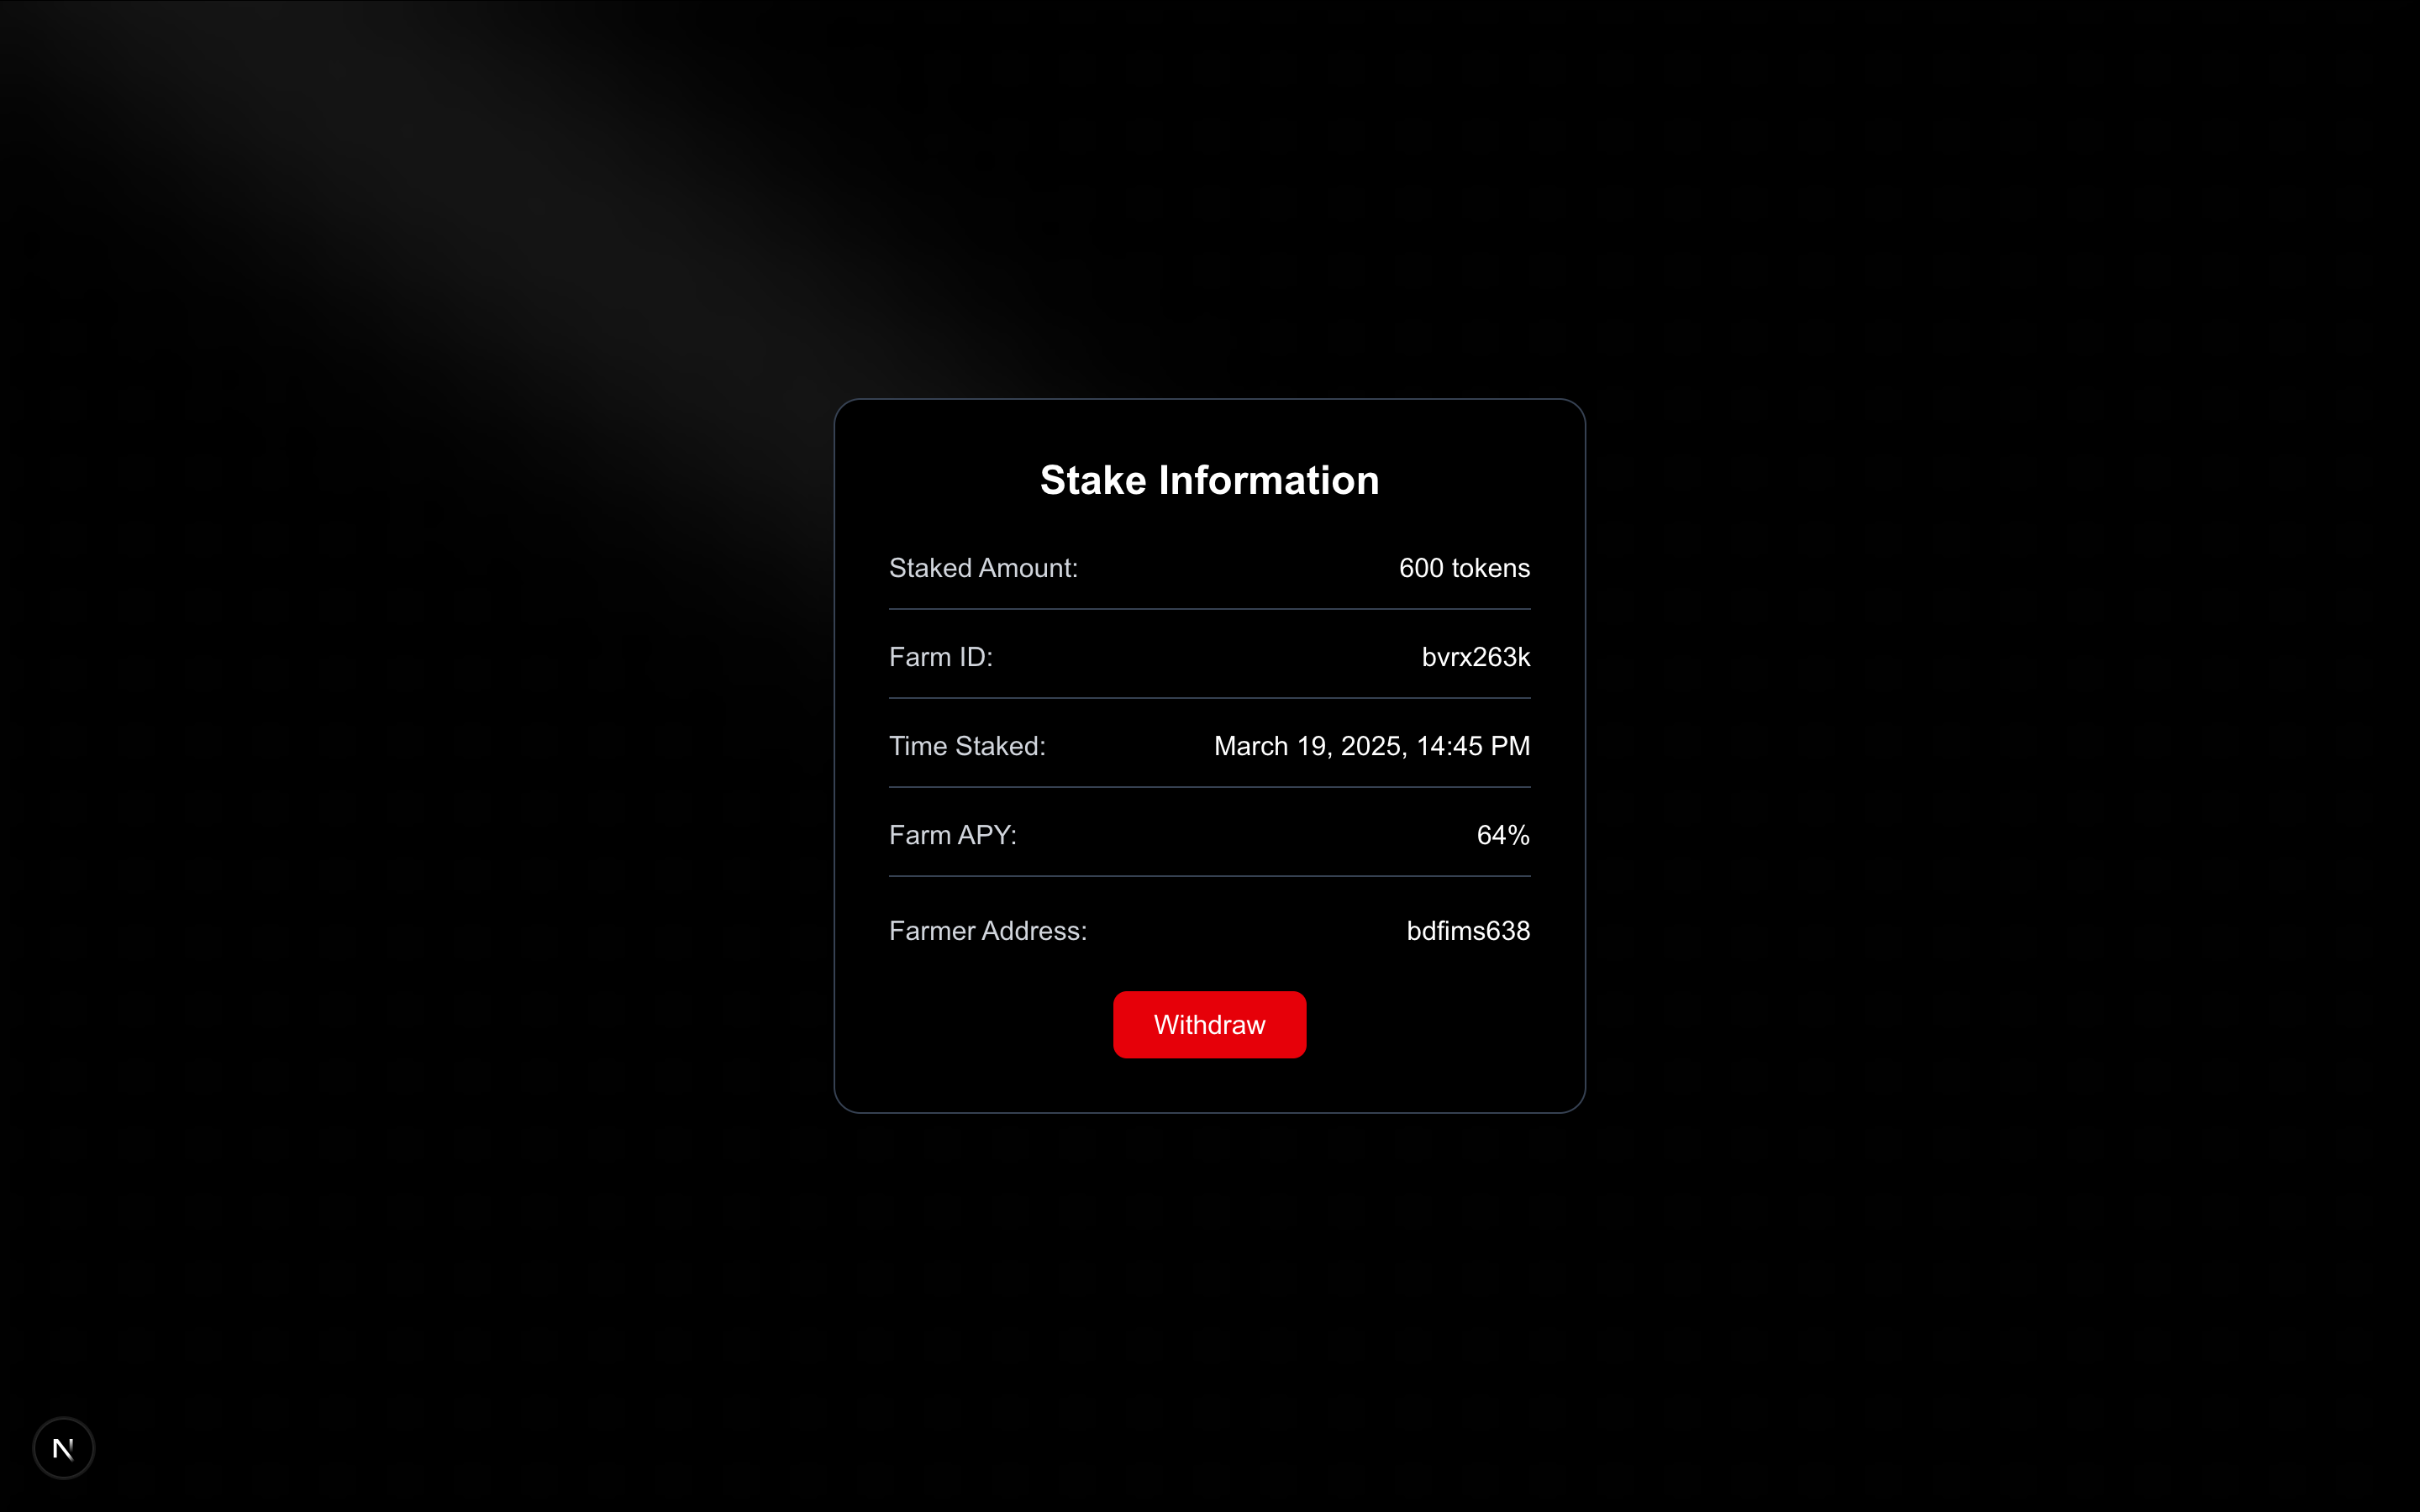 Stake Information
Staked Amount: 600 tokens
Farm ID: bvrx263k
Time Staked: March 19, 2025, 14:45 PM
Farm APY: 64%
Farmer Address: bdfims638
Withdraw
N